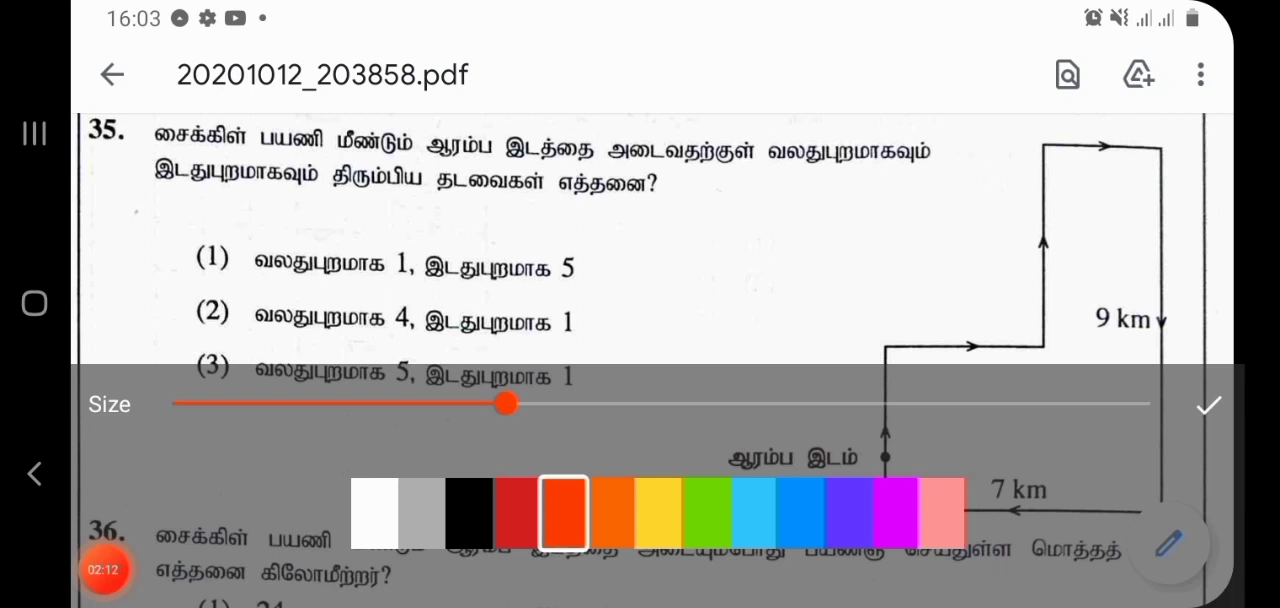 16:03
20201012_203858.pdf
35. சைக்கிள் பயணி மீண்டும் ஆரம்ப இடத்தை அடைவதற்குள் வலதுபுறமாகவும்
இடதுபுறமாகவும் திரும்பிய தடவைகள் எத்தனை?
(1) வலதுபுறமாக 1, இடதுபுறமாக 5
(2) வலதுபுறமாக 4, இடதுபுறமாக 1
9 km
(3) வலதுபுறமாக 5, இடதுபுறமாக 1
Size
ஆரம்ப இடம்
7 km
36. சைக்கிள் பயணி மொத்தத்
எத்தனை கிலோமீற்றர்?
02:12